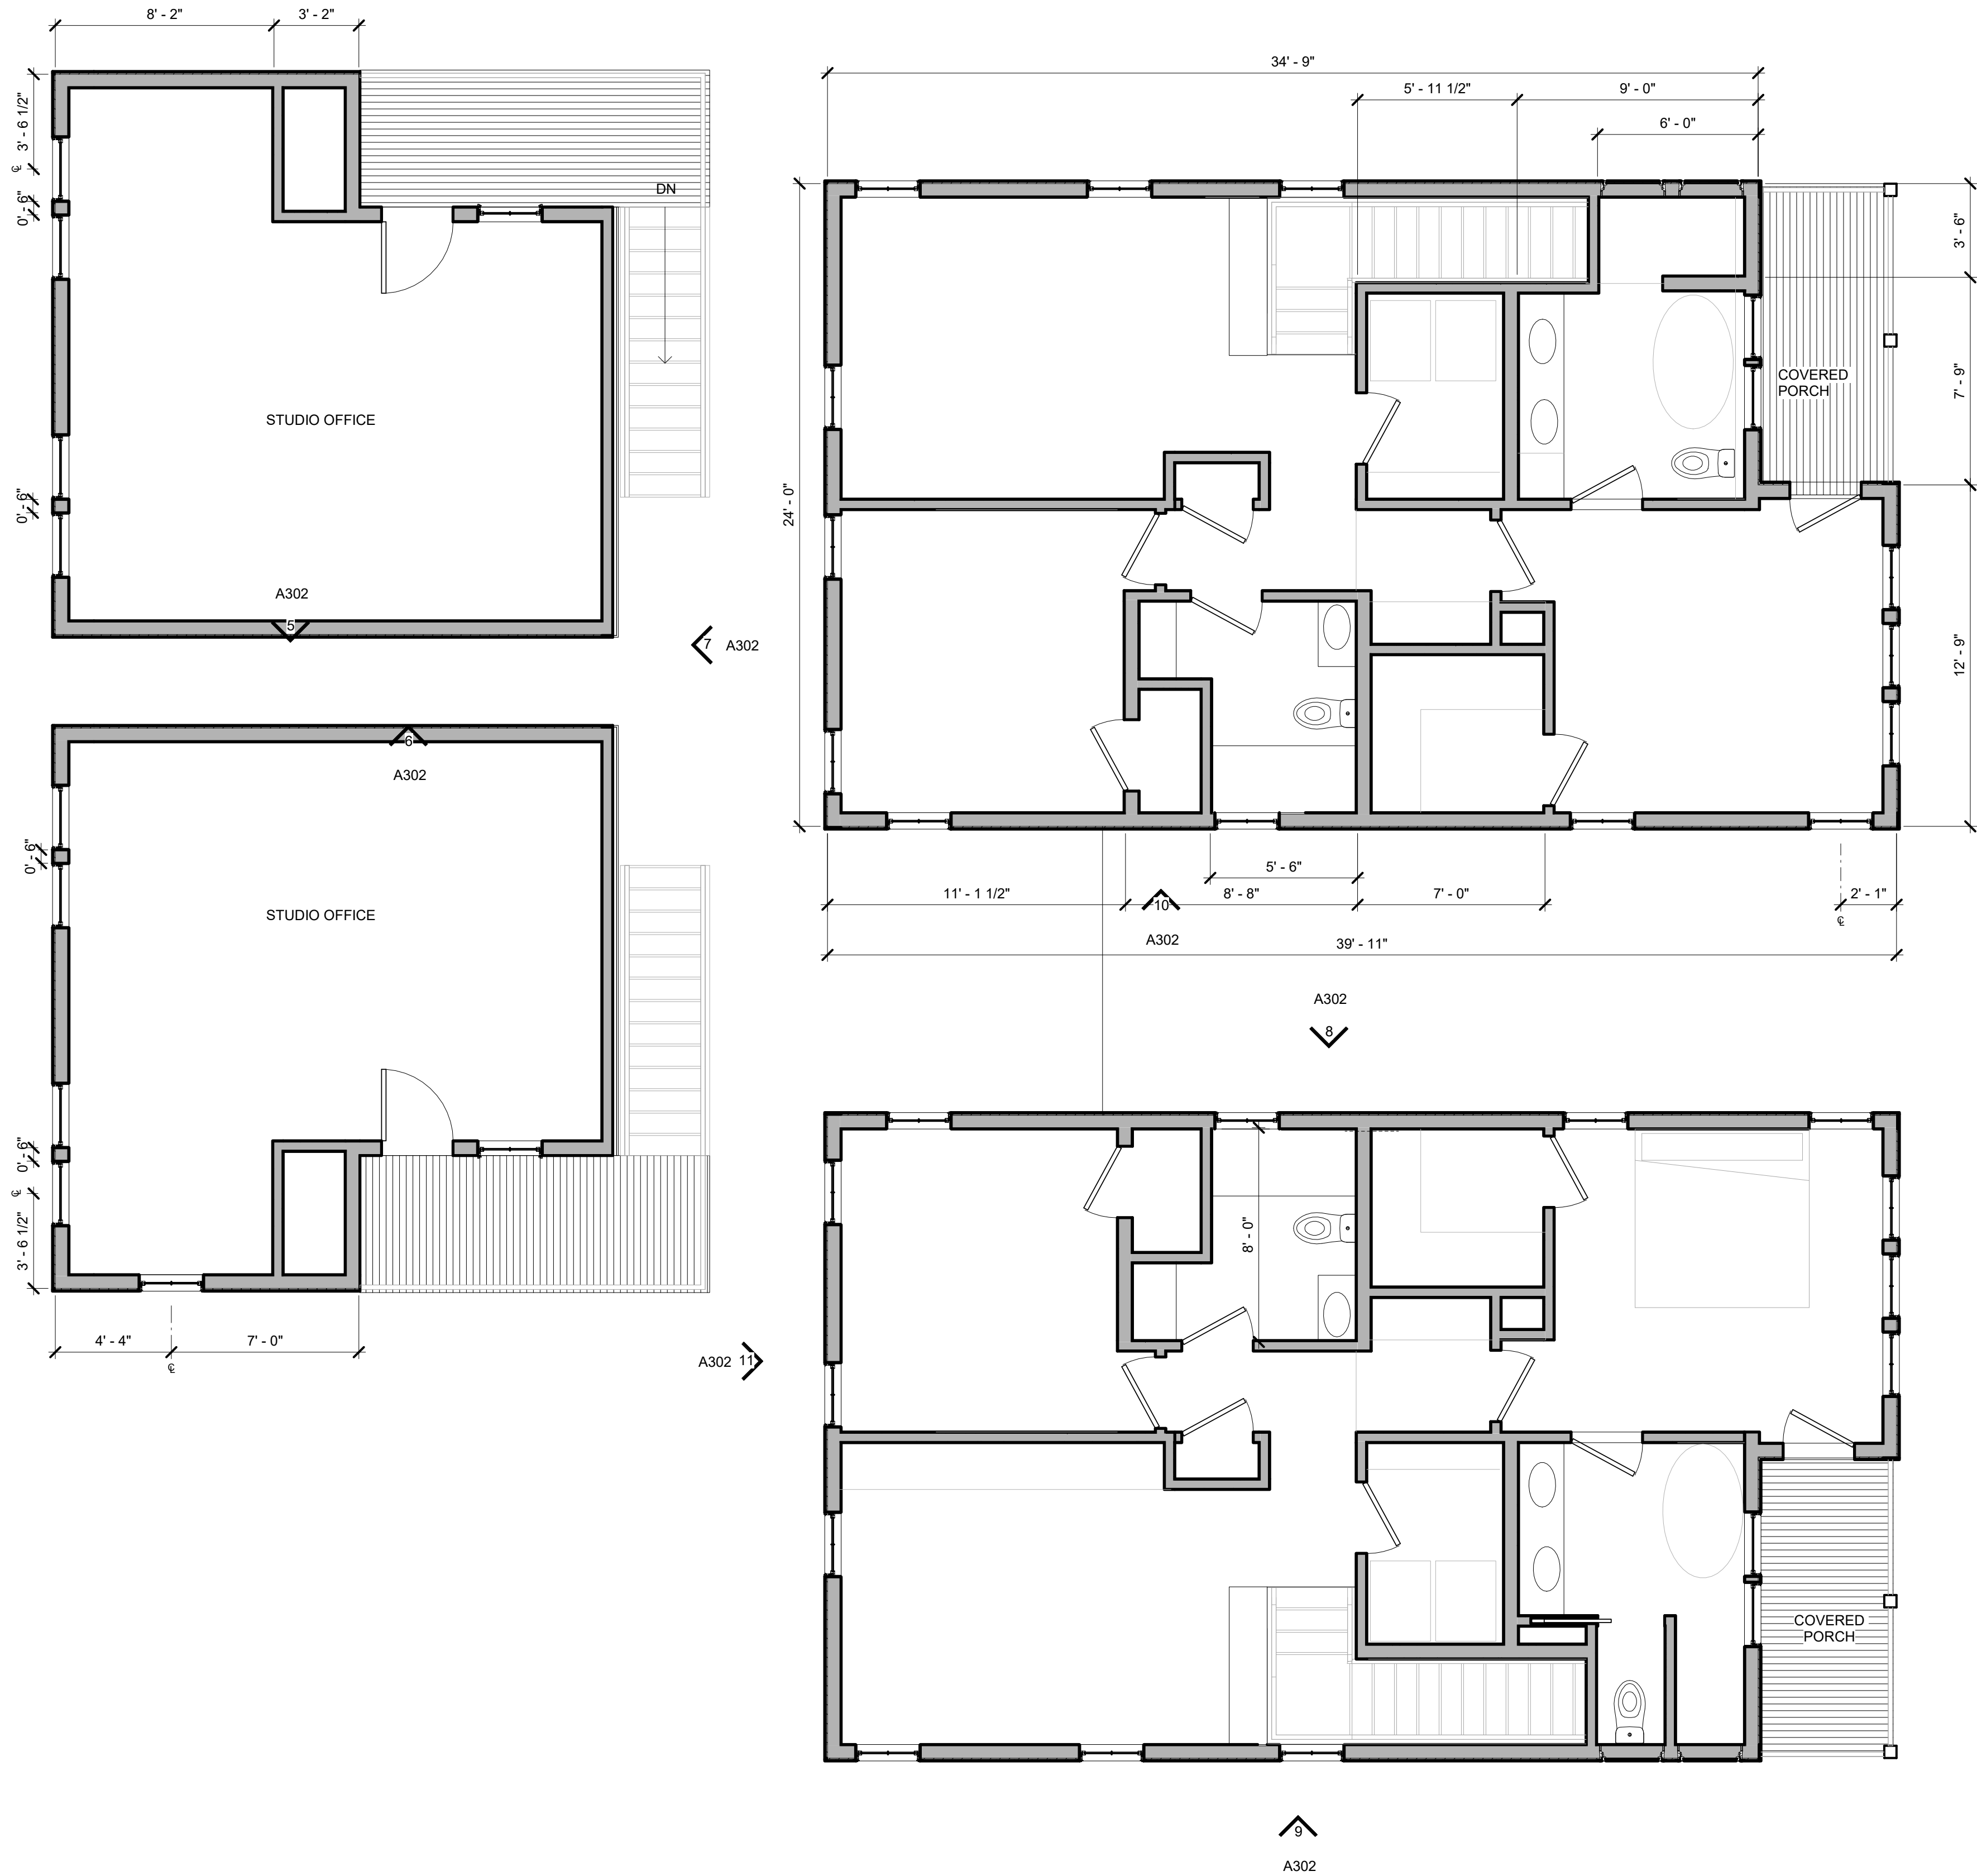 8' - 2"
3' - 2"
3' - 6 1/2"
℄
0' - 6"
DN
STUDIO OFFICE
0' - 6"
A302
5
7
A302
34' - 9"
5' - 11 1/2"
9' - 0"
6' - 0"
3' - 6"
7' - 9"
COVERED
PORCH
24' - 0"
12' - 9"
5' - 6"
11' - 1 1/2"
8' - 8"
7' - 0"
2' - 1"
℄
10
A302
39' - 11"
6
A302
0' - 6"
STUDIO OFFICE
0' - 6"
℄
3' - 6 1/2"
4' - 4"
7' - 0"
℄
A302
11
A302
8
8' - 0"
COVERED
PORCH
9
A302